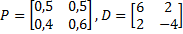 P = [0,5 0,5
0,4 0,6], D = [6 2
2 −4]